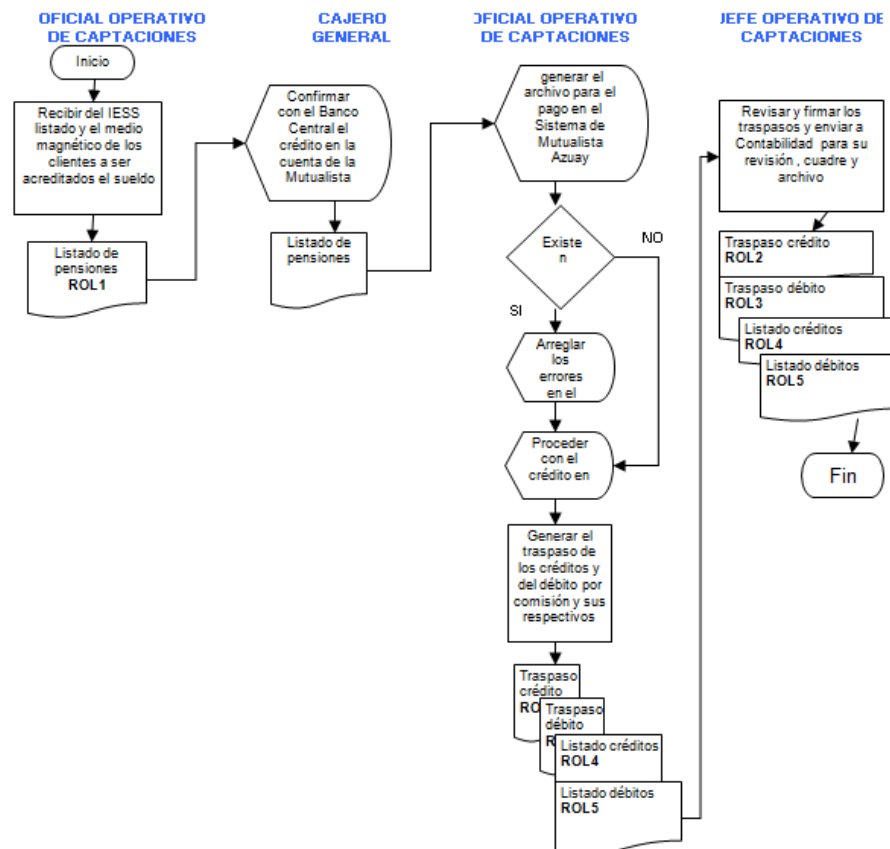 OFICIAL OPERATIVO
DE CAPTACIONES
Inicio
Recibir del IESS
listado y el medio
magnético de los
clientes a ser
acreditados el sueldo
Listado de
pensiones
ROL1
CAJERO
GENERAL
Confirmar
con el Banco
Central el
crédito en la
cuenta de la
Mutualista
Listado de
pensiones
OFICIAL OPERATIVO
DE CAPTACIONES
generar el
archivo para el
pago en el
Sistema de
Mutualista
Azuay
Existe
n
NO
SI
Arreglar
los
errores
en el
Proceder
con el
crédito en
Generar el
traspaso de
los créditos y
del débito por
comisión y sus
respectivos
Traspaso
crédito
RO
Traspaso
débito
R
Listado créditos
ROL4
Listado débitos
ROL5
JEFE OPERATIVO DE
CAPTACIONES
Revisar y firmar los
traspasos y enviar a
Contabilidad para su
revisión , cuadre y
archivo
Traspaso crédito
ROL2
Traspaso débito
ROL3
Listado créditos
ROL4
Listado débitos
ROL5
Fin